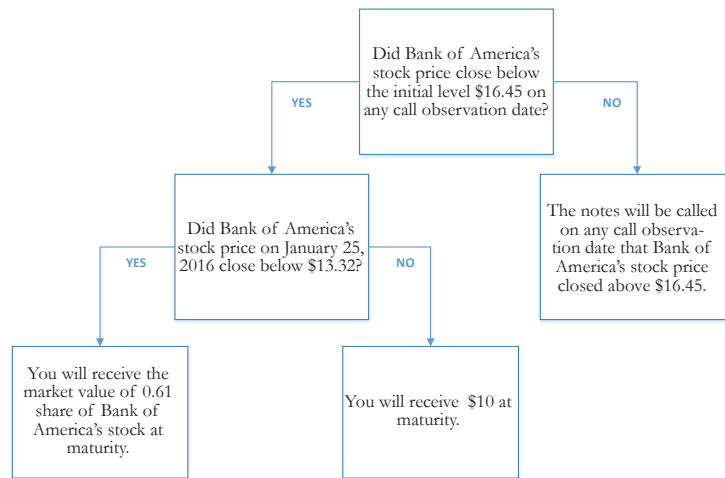 Did Bank of America's
stock price close below
the initial level $16.45 on
any call observation date?
YES
NO
Did Bank of America's
stock price on January 25,
2016 close below $13.32?
The notes will be called
on any call observa-
tion date that Bank of
America's stock price
closed above $16.45.
YES
NO
You will receive the
market value of 0.61
share of Bank of
America's stock at
maturity.
You will receive $10 at
maturity.